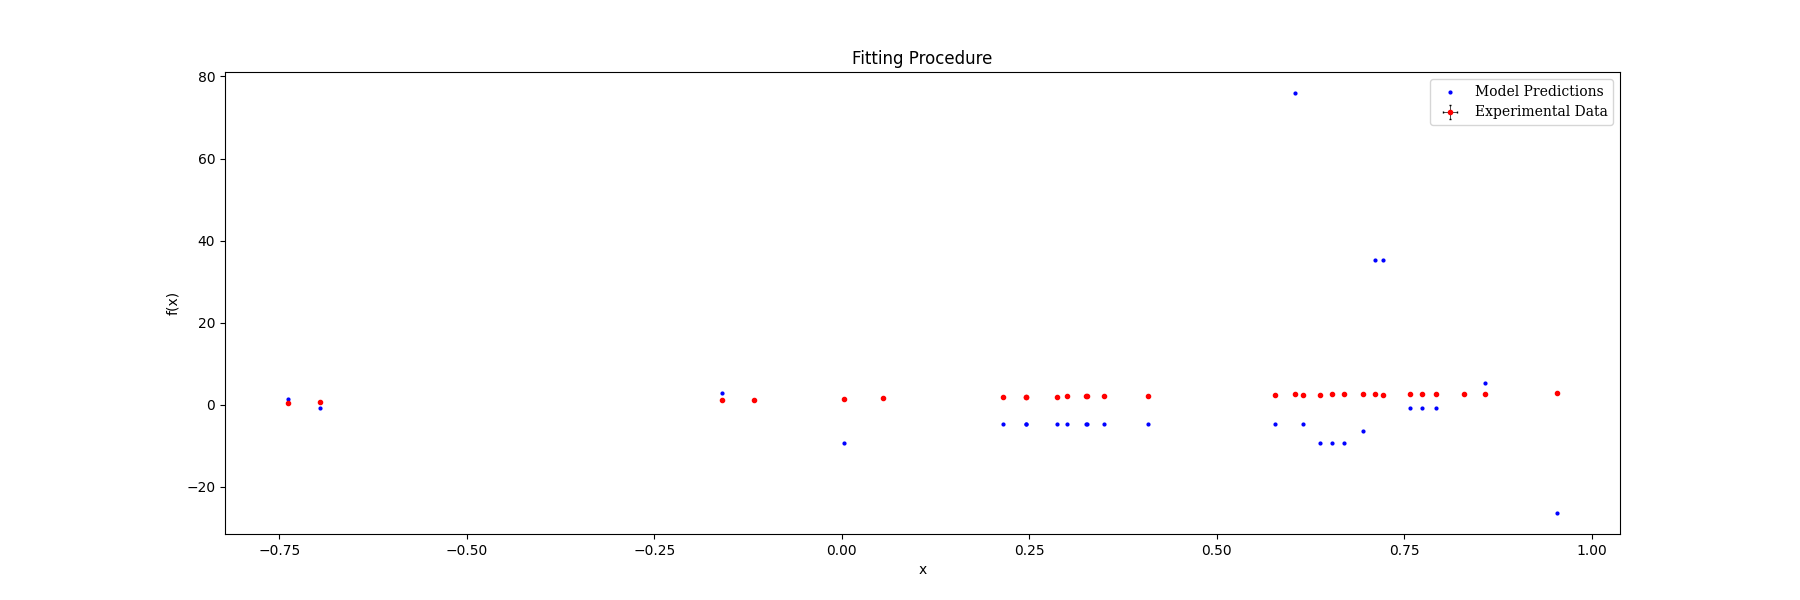 Fitting Procedure
80
60
40
20
0
−20
f(x)
Model Predictions
Experimental Data
−0.75 −0.50 −0.25 0.00 0.25 0.50 0.75 1.00
x